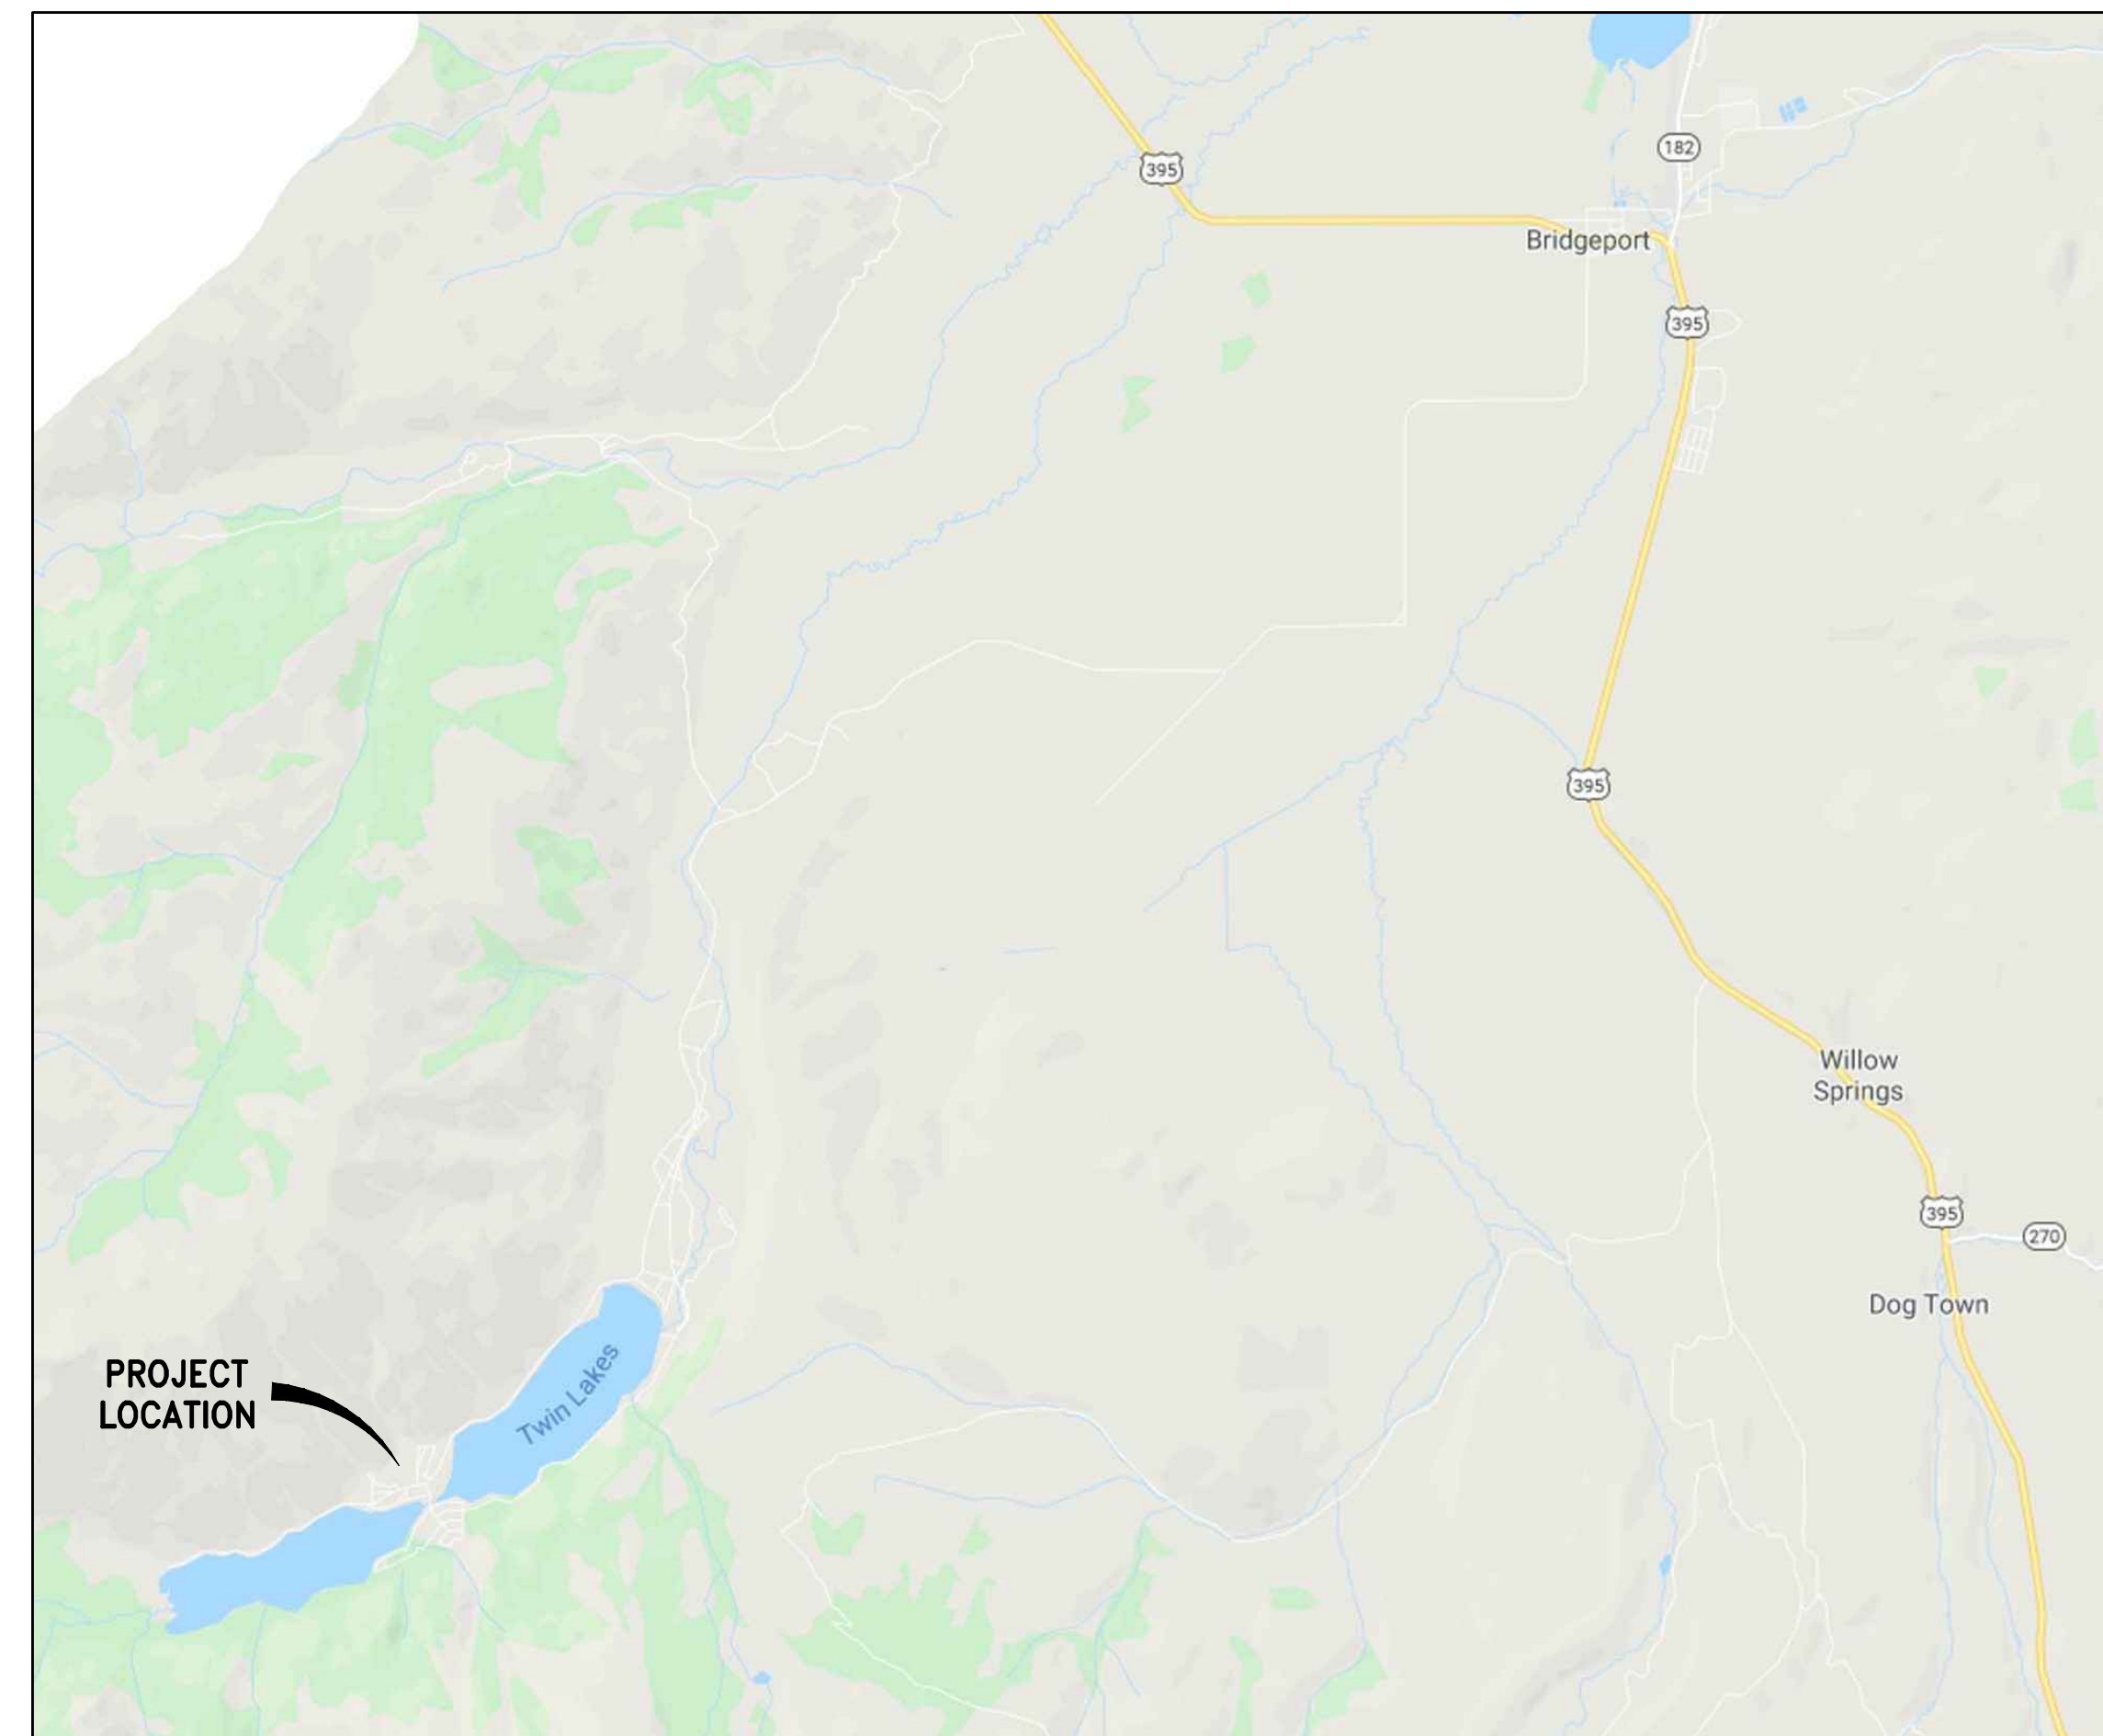 182
395
Bridgeport
395
395
Willow
Springs
395
270
Dog Town
Twin Lakes
PROJECT
LOCATION